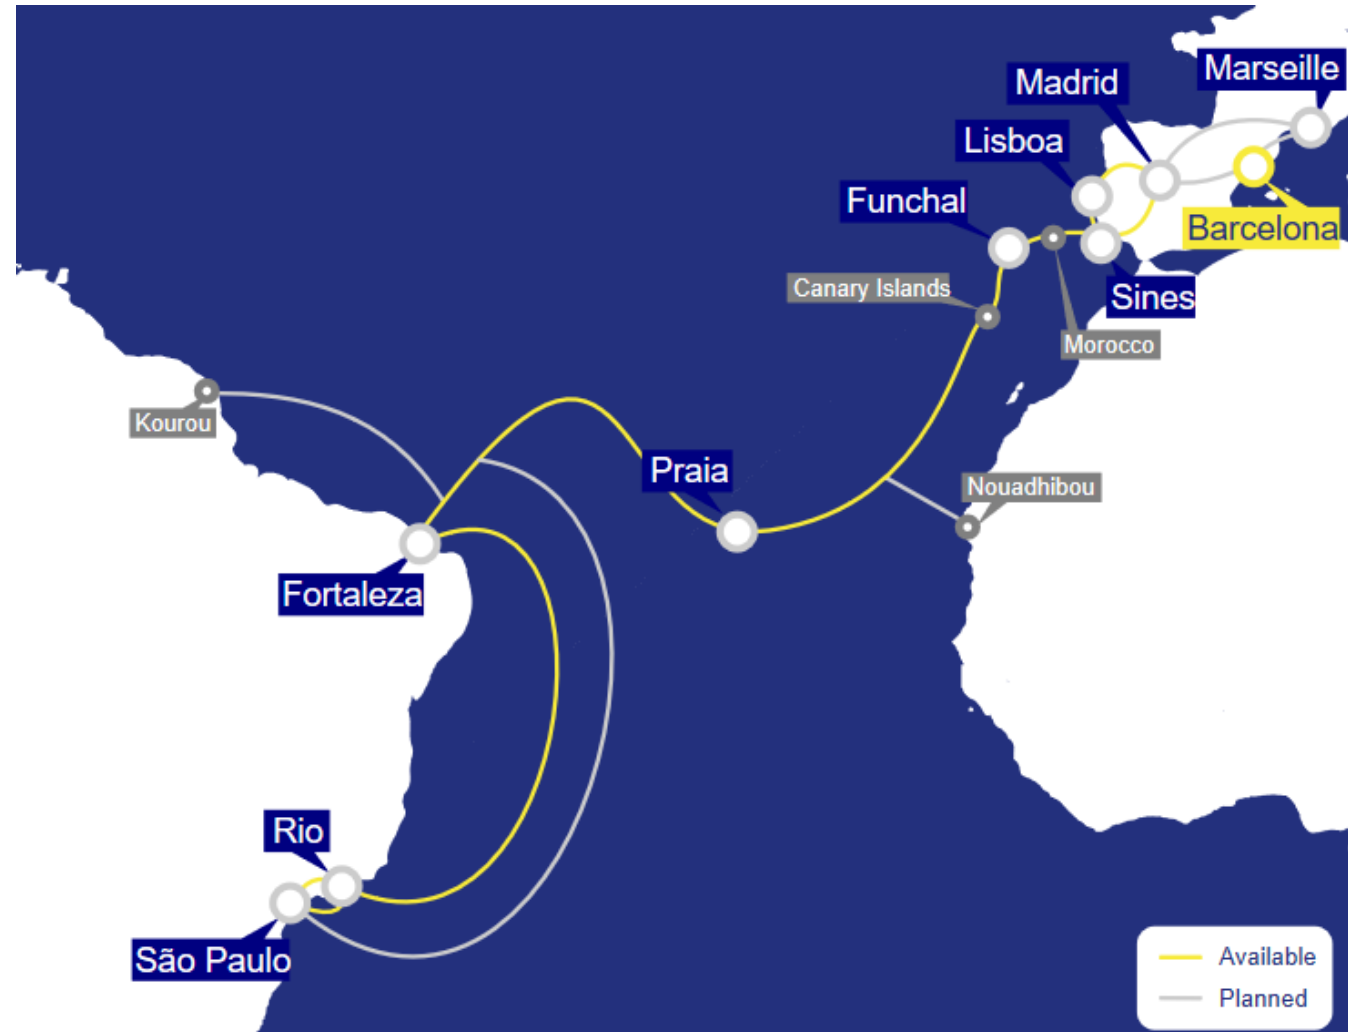 Marseille
Madrid
Lisboa
Funchal
Barcelona
Canary Islands
Sines
Morocco
Kourou
Praia
Nouadhibou
Fortaleza
Rio
São Paulo
Available
Planned